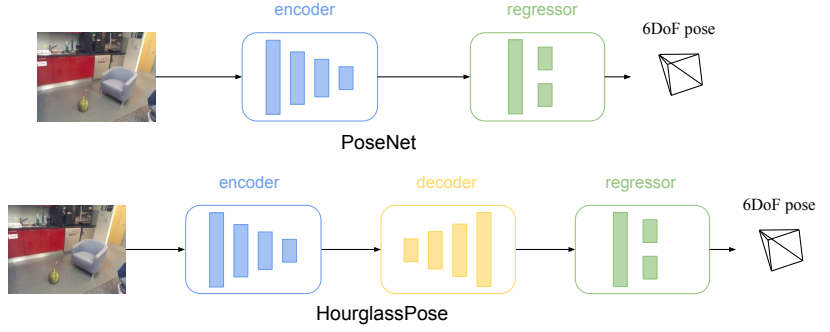 encoder
regressor
6DoF pose
PoseNet
encoder
decoder
regressor
6DoF pose
HourglassPose